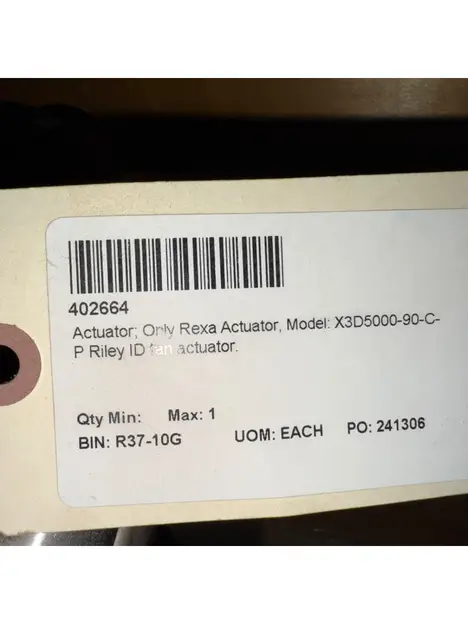 402664
Actuator; Only Rexa Actuator, Model: X3D5000-90-C-
P Riley ID fan actuator.
Qty Min: Max: 1
BIN: R37-10G UOM: EACH PO: 241306